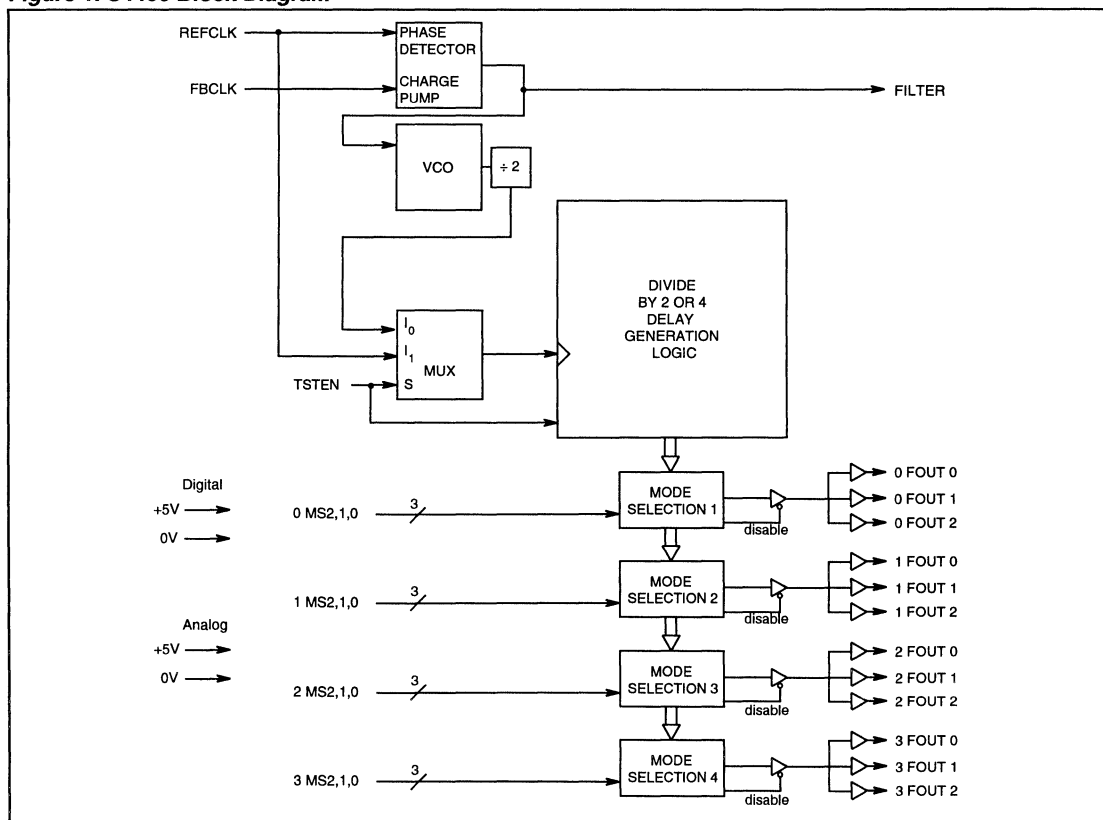 REFCLK
PHASE
DETECTOR
FBCLK
CHARGE
PUMP
FILTER
VCO
÷ 2
DIVIDE
BY 2 OR 4
DELAY
GENERATION
LOGIC
I0
I1
MUX
TSTEN
S
Digital
+5V
0V
0 MS2,1,0
3
MODE
SELECTION 1
disable
0 FOUT 0
0 FOUT 1
0 FOUT 2
1 MS2,1,0
3
MODE
SELECTION 2
disable
1 FOUT 0
1 FOUT 1
1 FOUT 2
Analog
+5V
0V
2 MS2,1,0
3
MODE
SELECTION 3
disable
2 FOUT 0
2 FOUT 1
2 FOUT 2
3 MS2,1,0
3
MODE
SELECTION 4
disable
3 FOUT 0
3 FOUT 1
3 FOUT 2